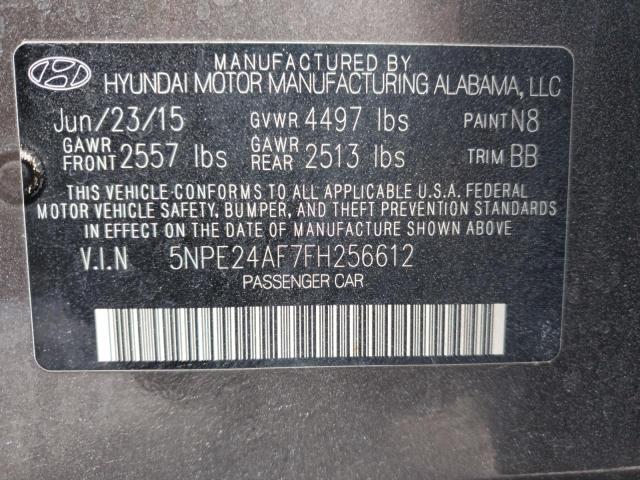 MANUFACTURED BY
HYUNDAI MOTOR MANUFACTURING ALABAMA, LLC
Jun/23/15 GVWR 4497 lbs PAINT N8
GAWR FRONT 2557 lbs GAWR REAR 2513 lbs TRIM BB
THIS VEHICLE CONFORMS TO ALL APPLICABLE U.S.A. FEDERAL
MOTOR VEHICLE SAFETY, BUMPER, AND THEFT PREVENTION STANDARDS
IN EFFECT ON THE DATE OF MANUFACTURE SHOWN ABOVE.
V.I.N 5NPE24AF7FH256612
PASSENGER CAR